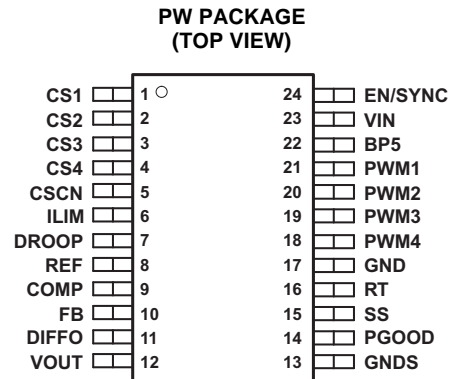 PW PACKAGE
(TOP VIEW)
CS1 1 24 EN/SYNC
CS2 2 23 VIN
CS3 3 22 BP5
CS4 4 21 PWM1
CSCN 5 20 PWM2
ILIM 6 19 PWM3
DROOP 7 18 PWM4
REF 8 17 GND
COMP 9 16 RT
FB 10 15 SS
DIFFO 11 14 PGOOD
VOUT 12 13 GNDS